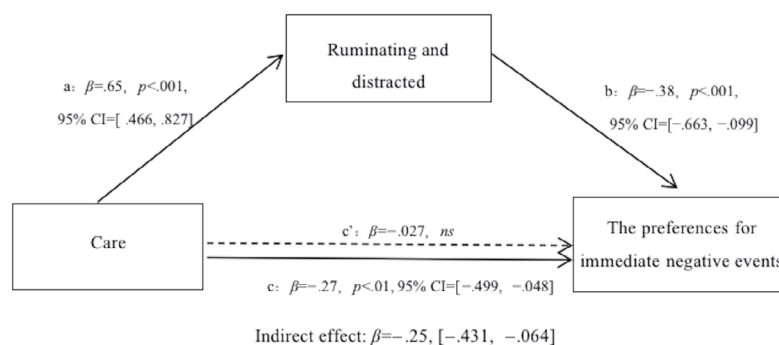 Ruminating and
distracted
a: β=.65, p<.001,
95% CI=[ .466, .827]
b: β=−.38, p<.001,
95% CI=[−.663, −.099]
Care
c': β=−.027, ns
The preferences for
immediate negative events
c: β=−.27, p<.01, 95% CI=[−.499, −.048]
Indirect effect: β=−.25, [−.431, −.064]